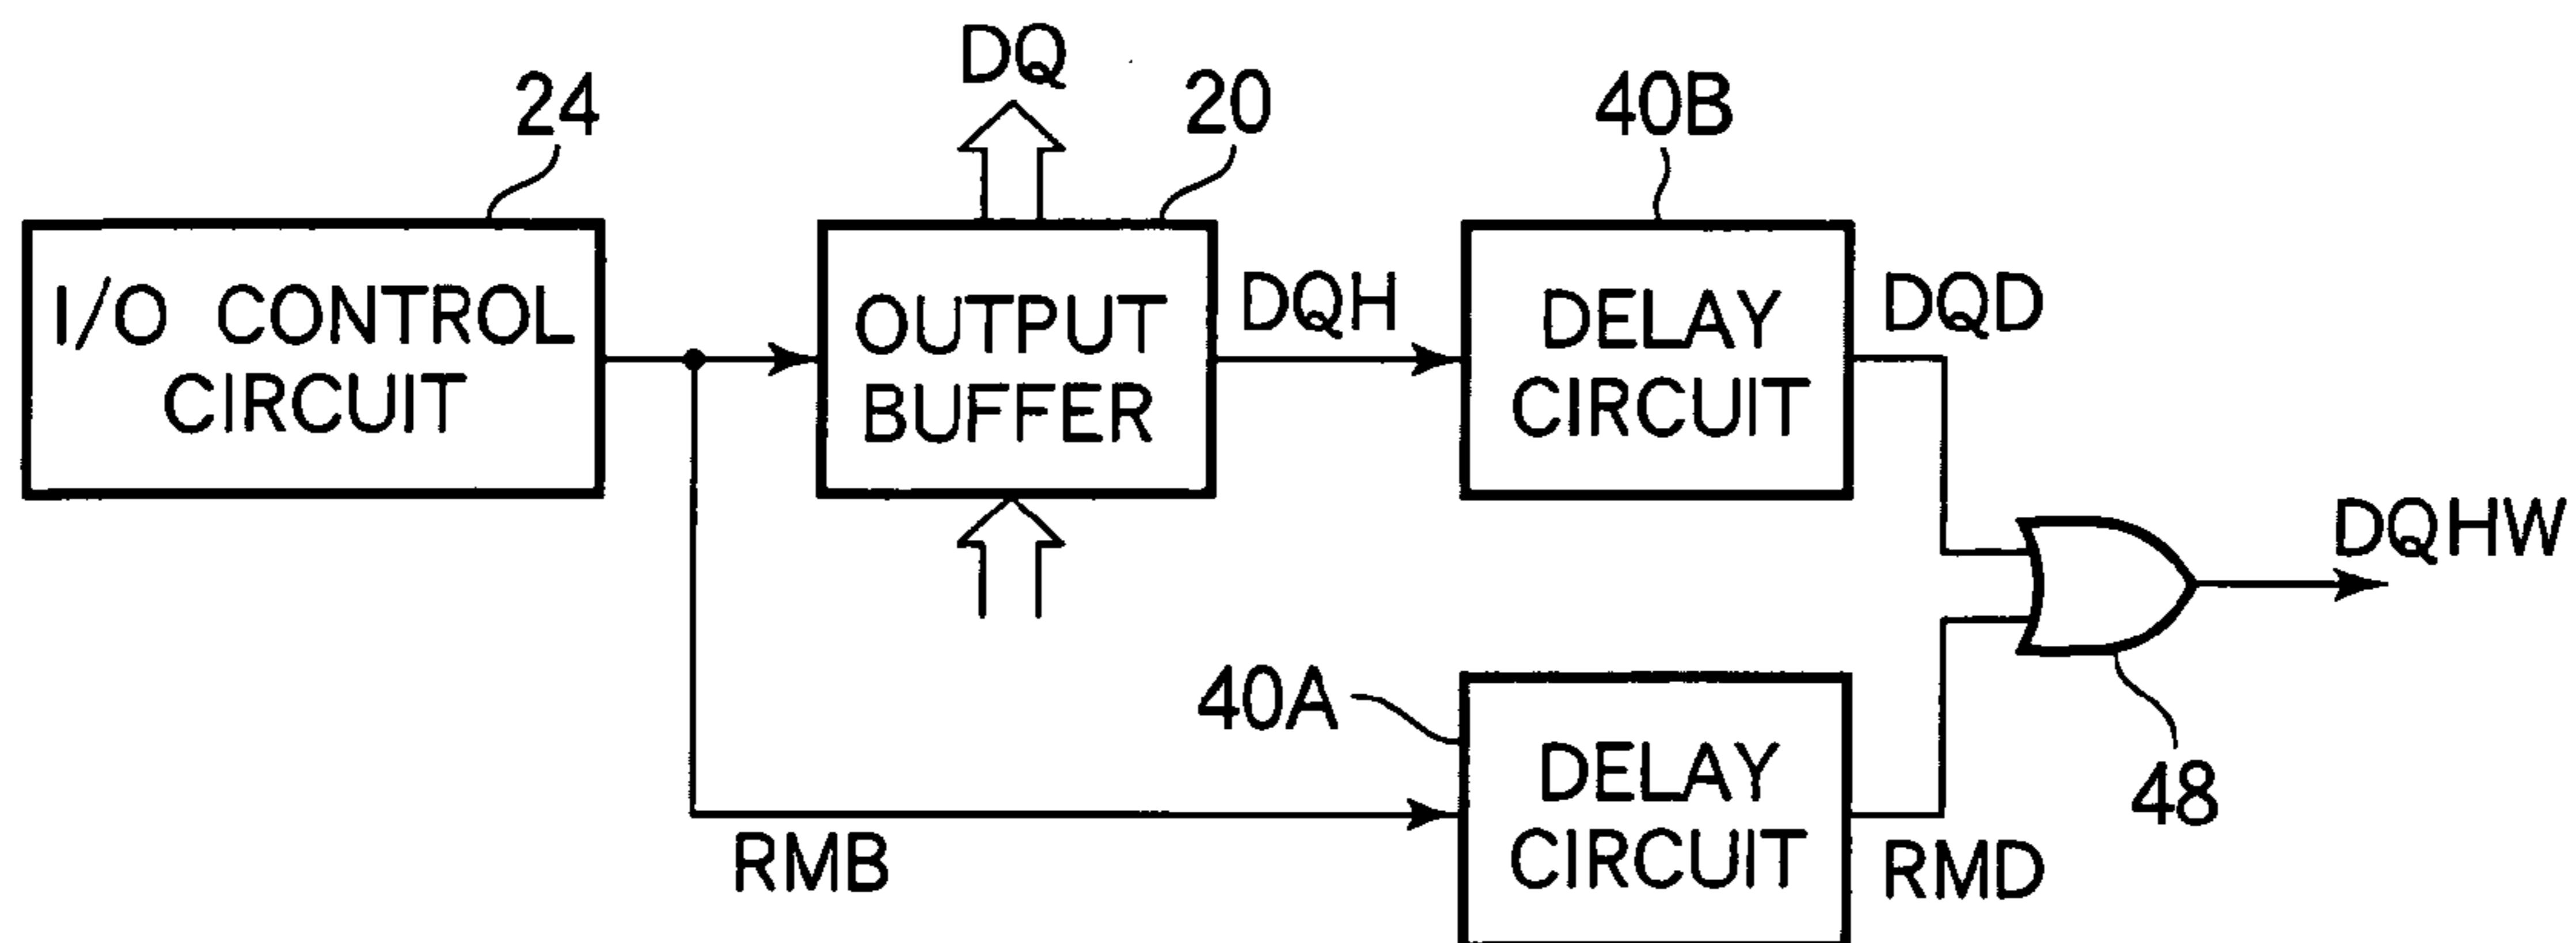 DQ
24
20
40B
I/O CONTROL
CIRCUIT
OUTPUT
BUFFER
DQH
DELAY
CIRCUIT
DQD
DQHW
40A
DELAY
CIRCUIT
48
RMB
RMD